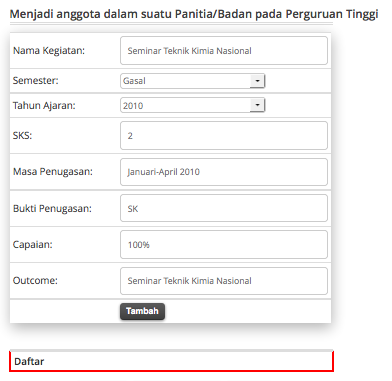 Menjadi anggota dalam suatu Panitia/Badan pada Perguruan Tinggi
Nama Kegiatan: Seminar Teknik Kimia Nasional
Semester: Gasal
Tahun Ajaran: 2010
SKS: 2
Masa Penugasan: Januari-April 2010
Bukti Penugasan: SK
Capaian: 100%
Outcome: Seminar Teknik Kimia Nasional
Tambah
Daftar